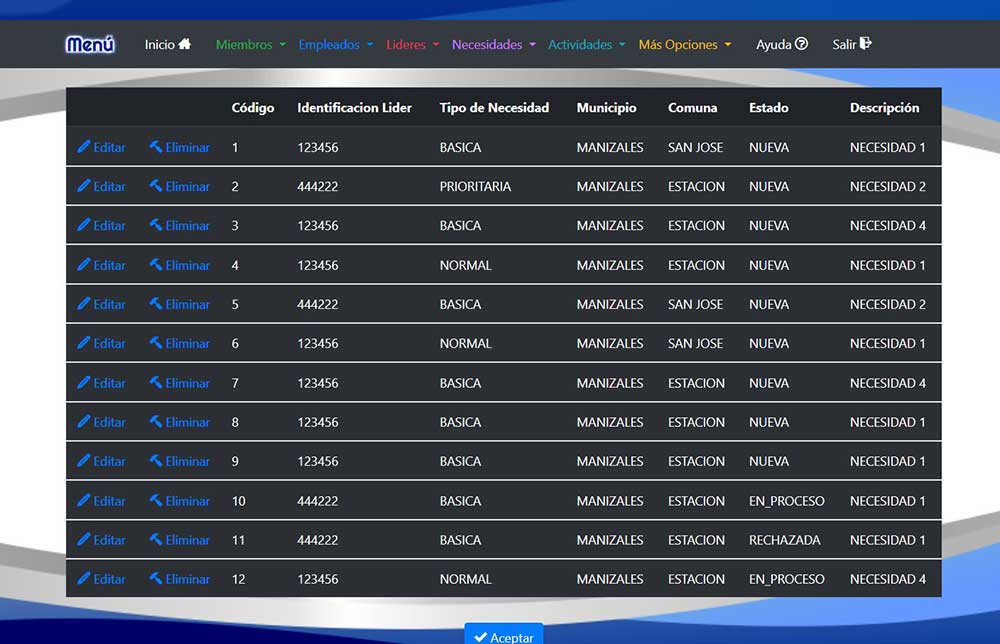 Menú Inicio Miembros Empleados Lideres Necesidades Actividades Más Opciones Ayuda Salir
Código Identificacion Lider Tipo de Necesidad Municipio Comuna Estado Descripción
Editar Eliminar 1 123456 BASICA MANIZALES SAN JOSE NUEVA NECESIDAD 1
Editar Eliminar 2 444222 PRIORITARIA MANIZALES ESTACION NUEVA NECESIDAD 2
Editar Eliminar 3 123456 BASICA MANIZALES ESTACION NUEVA NECESIDAD 4
Editar Eliminar 4 123456 NORMAL MANIZALES ESTACION NUEVA NECESIDAD 1
Editar Eliminar 5 444222 BASICA MANIZALES SAN JOSE NUEVA NECESIDAD 2
Editar Eliminar 6 123456 NORMAL MANIZALES SAN JOSE NUEVA NECESIDAD 1
Editar Eliminar 7 123456 BASICA MANIZALES ESTACION NUEVA NECESIDAD 4
Editar Eliminar 8 123456 BASICA MANIZALES ESTACION NUEVA NECESIDAD 1
Editar Eliminar 9 123456 BASICA MANIZALES ESTACION NUEVA NECESIDAD 1
Editar Eliminar 10 444222 BASICA MANIZALES ESTACION EN_PROCESO NECESIDAD 1
Editar Eliminar 11 444222 BASICA MANIZALES ESTACION RECHAZADA NECESIDAD 1
Editar Eliminar 12 123456 NORMAL MANIZALES ESTACION EN_PROCESO NECESIDAD 4
Aceptar